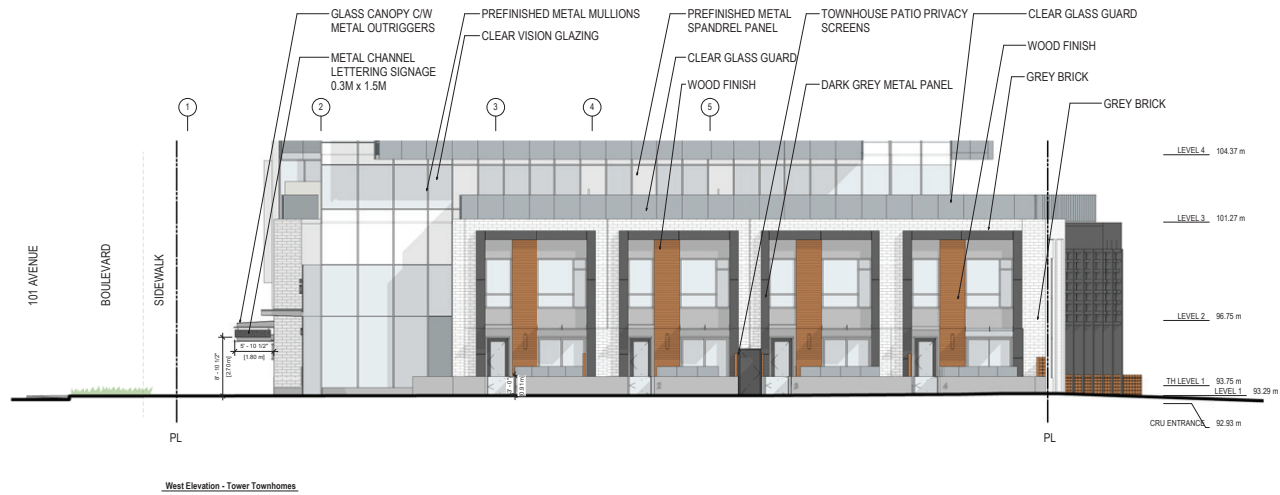 GLASS CANOPY C/W
METAL OUTRIGGERS
METAL CHANNEL
LETTERING SIGNAGE
0.3M x 1.5M
PREFINISHED METAL MULLIONS
CLEAR VISION GLAZING
PREFINISHED METAL
SPANDREL PANEL
CLEAR GLASS GUARD
WOOD FINISH
TOWNHOUSE PATIO PRIVACY
SCREENS
DARK GREY METAL PANEL
CLEAR GLASS GUARD
WOOD FINISH
GREY BRICK
GREY BRICK
1
2
3
4
5
LEVEL 4 104.37 m
LEVEL 3 101.27 m
LEVEL 2 96.75 m
TH LEVEL 1 93.75 m
LEVEL 1 93.29 m
CRU ENTRANCE 92.93 m
101 AVENUE
BOULEVARD
SIDEWALK
5' - 10 1/2"
[1.80 m]
8' - 10 1/2"
[2.70 m]
3' - 0"
[0.91 m]
2
3
4
PL
PL
West Elevation - Tower Townhomes